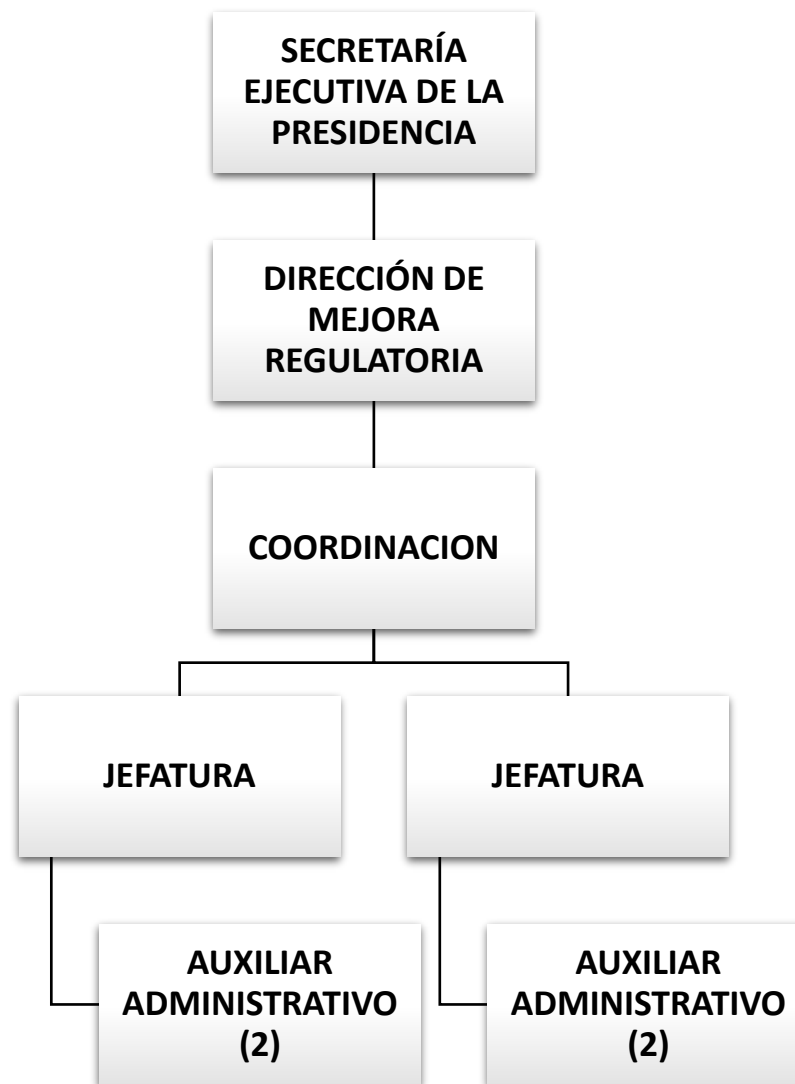 SECRETARÍA
EJECUTIVA DE LA
PRESIDENCIA
DIRECCIÓN DE
MEJORA
REGULATORIA
COORDINACION
JEFATURA
JEFATURA
AUXILIAR
ADMINISTRATIVO
(2)
AUXILIAR
ADMINISTRATIVO
(2)